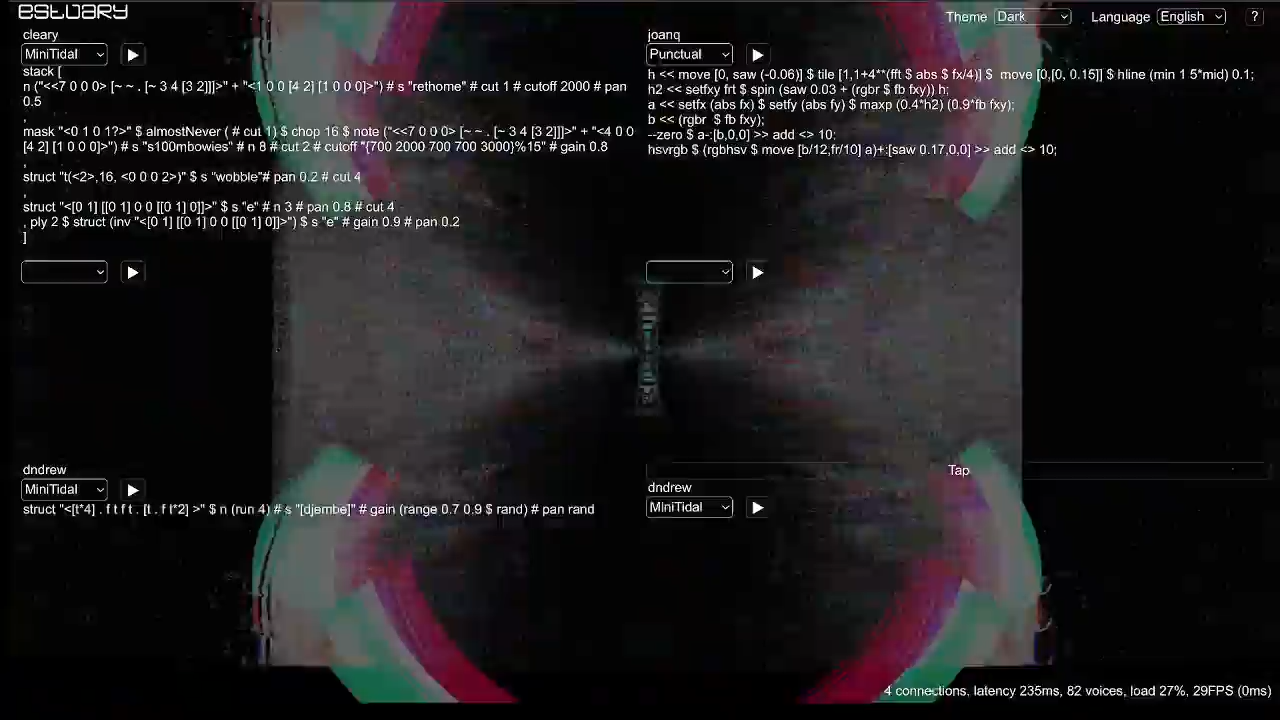 estuary
Theme Dark Language English ?
cleary
MiniTidal
stack [
n ("<<7 0 0 0> [~ ~ . [~ 3 4 [3 2]]]>" + "<1 0 0 [4 2] [1 0 0 0]>") # s "rethome" # cut 1 # cutoff 2000 # pan
0.5
,
mask "<0 1 0 1?>" $ almostNever ( # cut 1) $ chop 16 $ note ("<<7 0 0 0> [~ ~ . [~ 3 4 [3 2]]]>" + "<4 0 0
[4 2] [1 0 0 0]>") # s "s100mbowies" # n 8 # cut 2 # cutoff "{700 2000 700 700 3000}%15" # gain 0.8
,
struct "t(<2>,16, <0 0 0 2>)" $ s "wobble"# pan 0.2 # cut 4
,
struct "<[0 1] [[0 1] 0 0 [[0 1] 0]]>" $ s "e" # n 3 # pan 0.8 # cut 4
, ply 2 $ struct (inv "<[0 1] [[0 1] 0 0 [[0 1] 0]]>") $ s "e" # gain 0.9 # pan 0.2
]
joanq
Punctual
h << move [0, saw (-0.06)] $ tile [1,1+4**(fft $ abs $ fx/4)] $ move [0,[0, 0.15]] $ hline (min 1 5*mid) 0.1;
h2 << setfxy frt $ spin (saw 0.03 + (rgbr $ fb fxy)) h;
a << setfx (abs fx) $ setfy (abs fy) $ maxp (0.4*h2) (0.9*fb fxy);
b << (rgbr $ fb fxy);
--zero $ a-:[b,0,0] >> add <> 10;
hsvrgb $ (rgbhsv $ move [b/12,fr/10] a)+:[saw 0.17,0,0] >> add <> 10;
dndrew
MiniTidal
struct "<[t*4] . f t f t . [t . f t*2] >" $ n (run 4) # s "[djembe]" # gain (range 0.7 0.9 $ rand) # pan rand
Tap
dndrew
MiniTidal
4 connections, latency 235ms, 82 voices, load 27%, 29FPS (0ms)